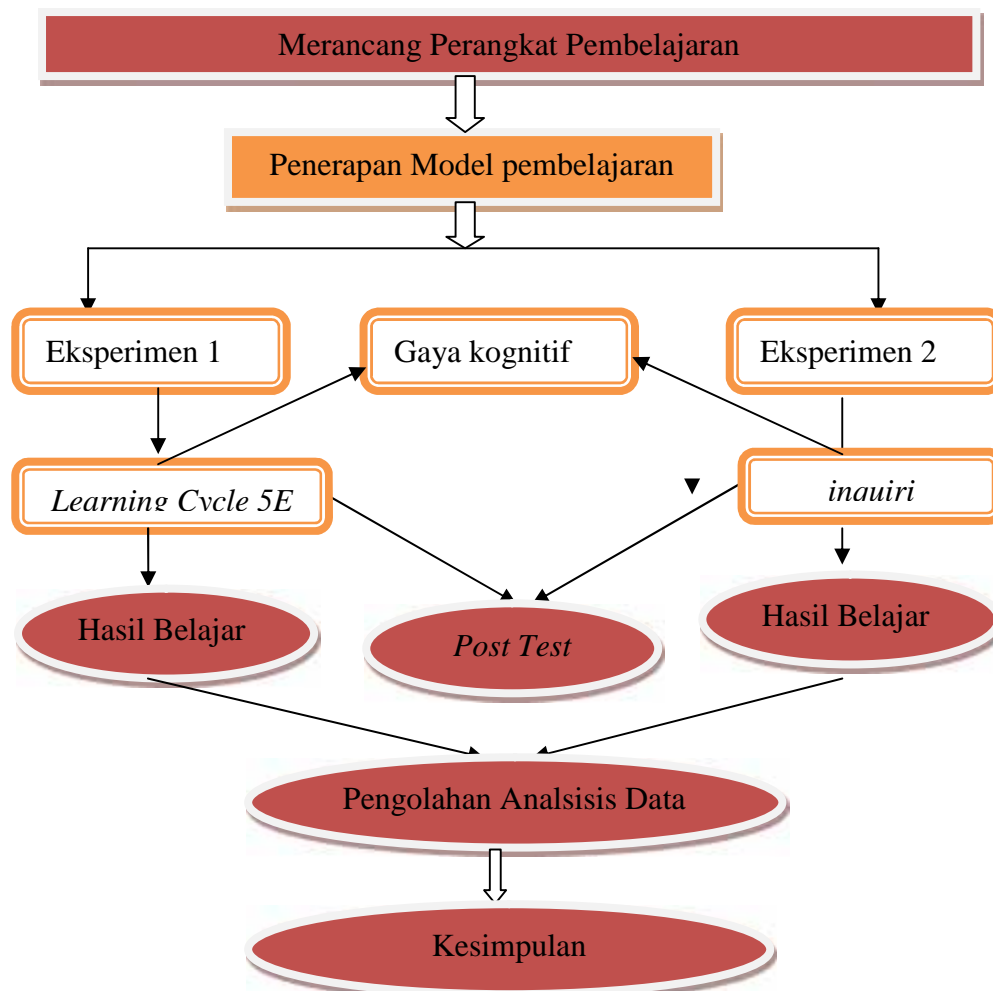 Merancang Perangkat Pembelajaran
Penerapan Model pembelajaran
Eksperimen 1
Gaya kognitif
Eksperimen 2
Learning Cycle 5E
inquiri
Hasil Belajar
Post Test
Hasil Belajar
Pengolahan Analsisis Data
Kesimpulan